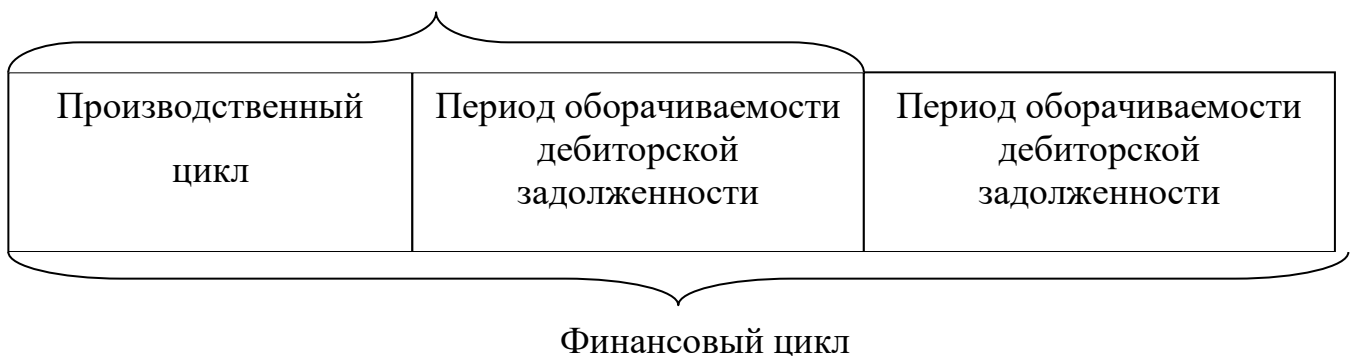 Производственный
цикл
Период оборачиваемости
дебиторской
задолженности
Период оборачиваемости
дебиторской
задолженности
Финансовый цикл